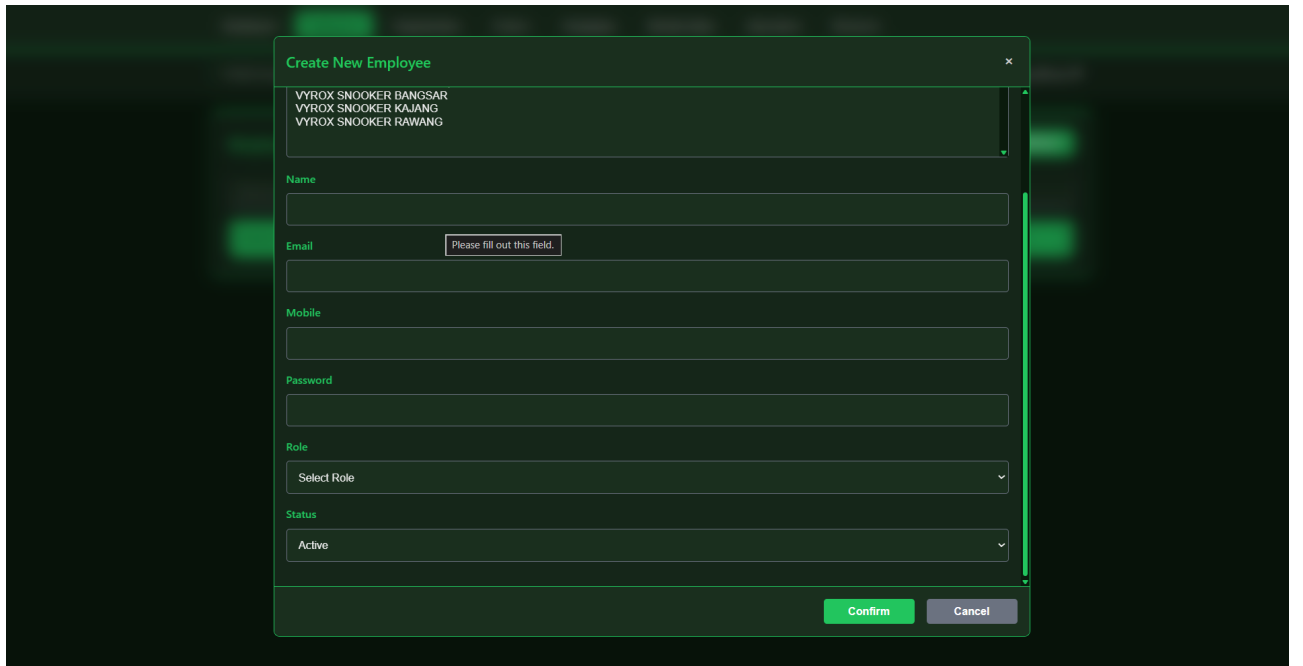 Create New Employee
×
VYROX SNOOKER BANGSAR
VYROX SNOOKER KAJANG
VYROX SNOOKER RAWANG
Name
Email
Please fill out this field.
Mobile
Password
Role
Select Role
Status
Active
Confirm
Cancel